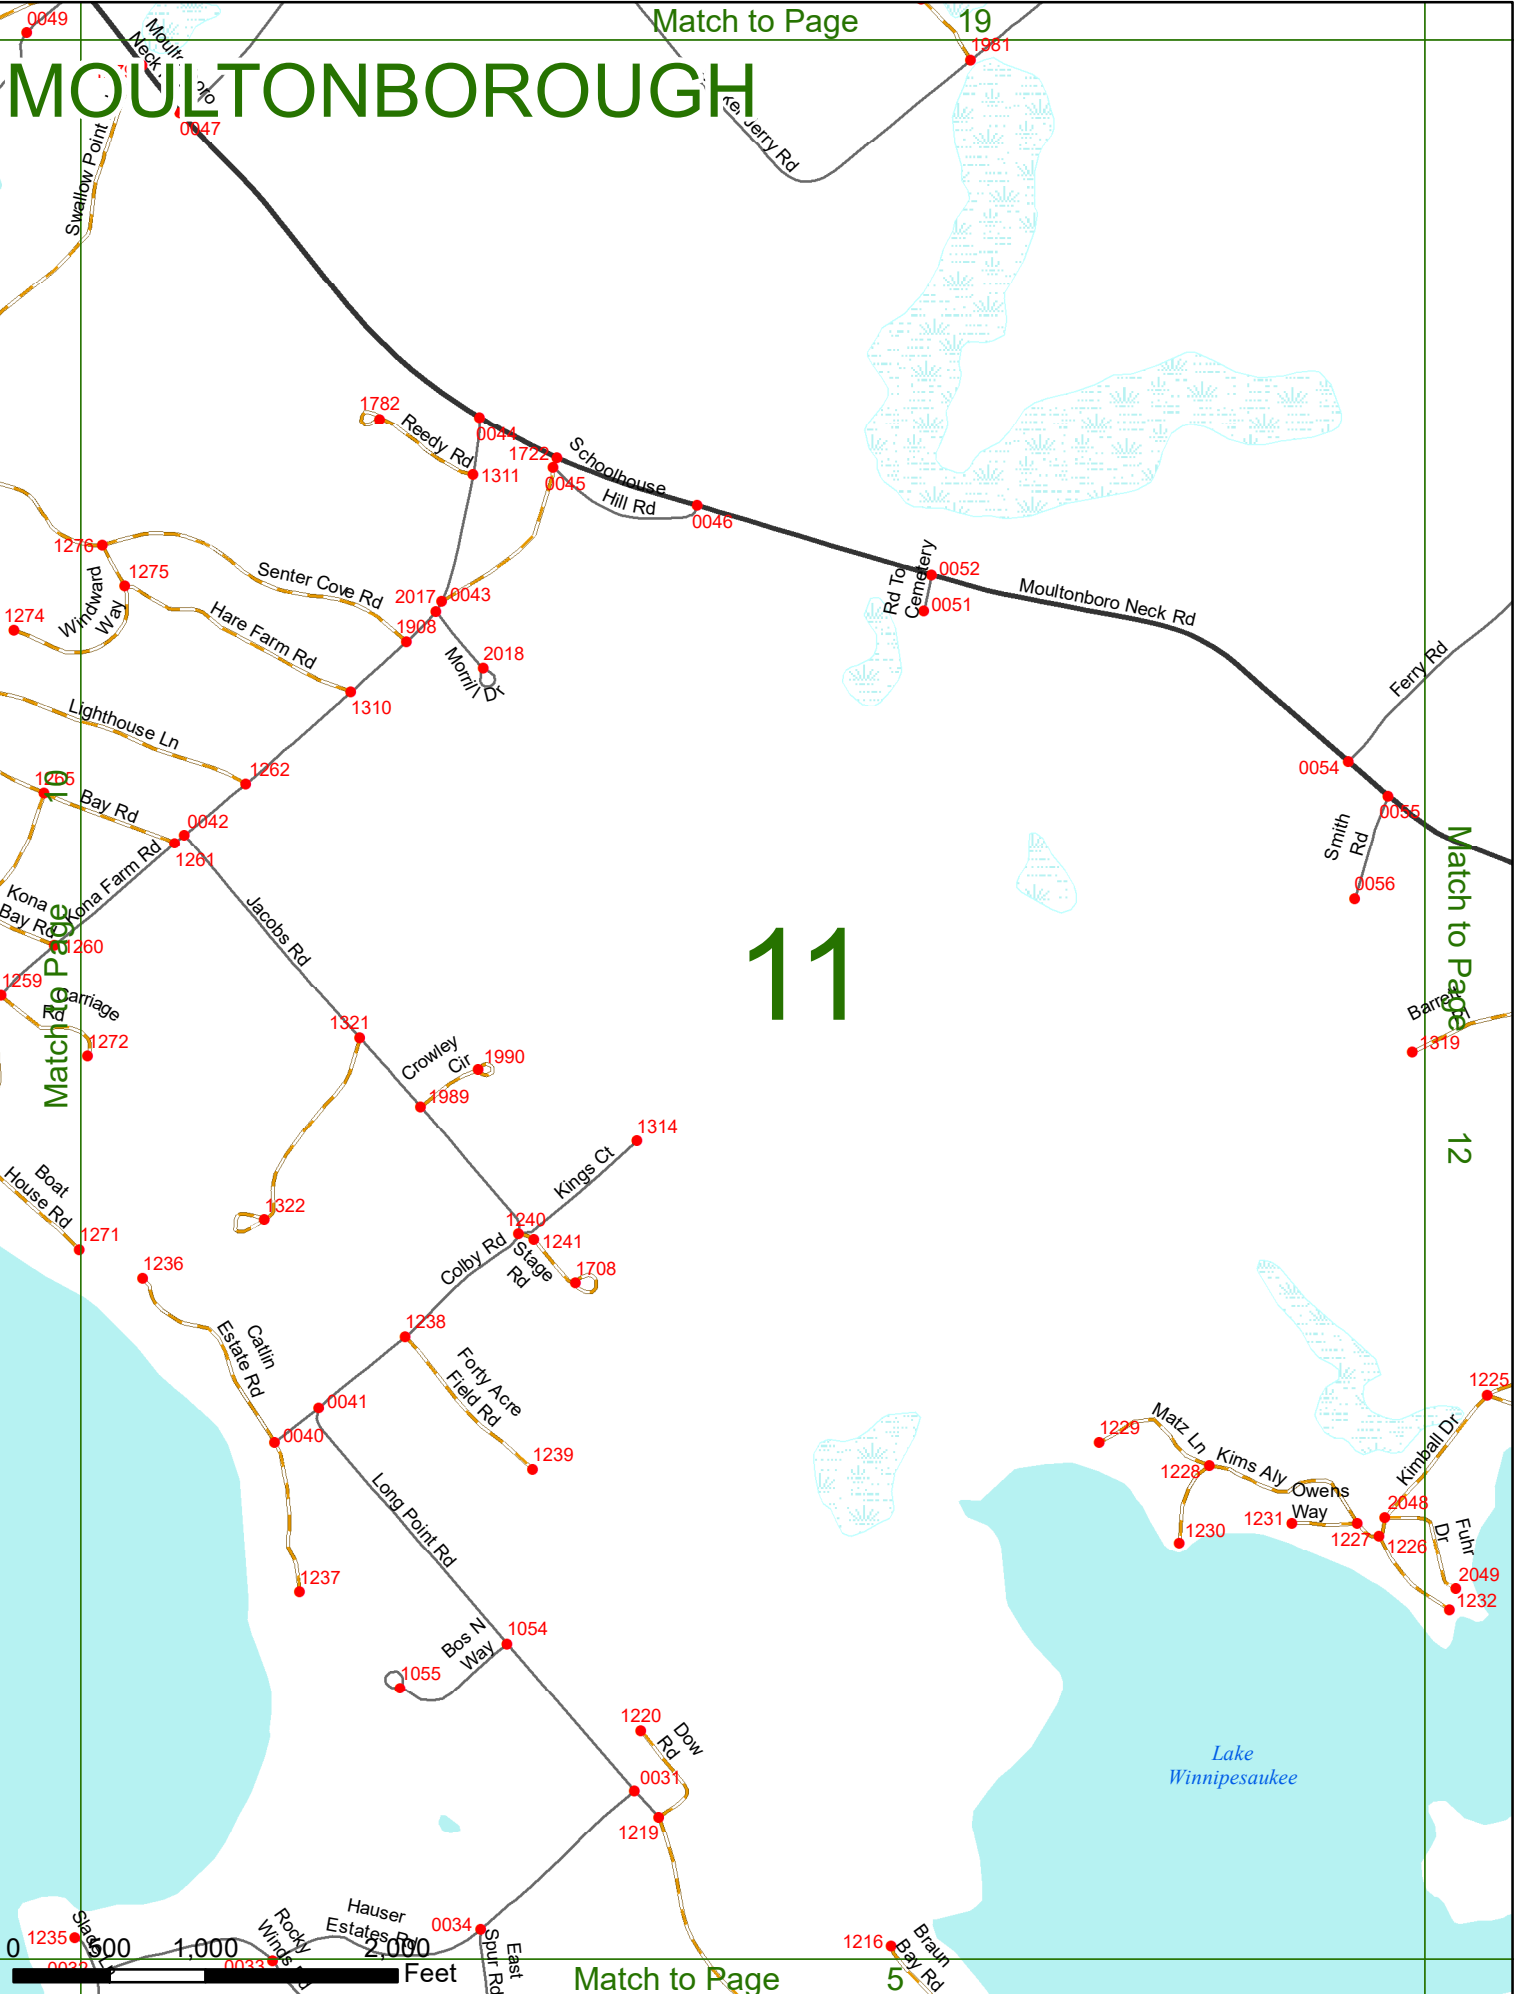 0049
Match to Page 19
1981
Moultonboro
Neck
MOULTONBOROUGH
0047
Swallow Point
Jerry Rd
1782
Reedy Rd
0044
1722
Schoolhouse
Hill Rd
1311
0045
0046
1276
1275
Senter Cove Rd
2017
0043
Rd To
Cemetery
0052
0051
Moultonboro Neck Rd
1274
Windward
Way
Hare Farm Rd
1908
2018
Morrill Dr
1310
Ferry Rd
Lighthouse Ln
1262
0054
0055
1265
Bay Rd
0042
1261
Smith
Rd
0056
Kona Farm Rd
Kona
Bay Rd
1260
Match to Page 10
Jacobs Rd
11
Match to Page 12
1259
Carriage
Rd
1272
1321
Crowley
Cir
1990
1989
1319
1314
Kings Ct
Boat
House Rd
1271
1322
1240
1241
Colby Rd
Stage
Rd
1708
1236
Catlin
Estate Rd
1238
Forty Acre
Field Rd
0041
0040
1239
1225
1229
Matz Ln
Kimball Dr
1228
Kims Aly
Owens
Way
1231
2048
Fuhr
Dr
1227
1226
1230
2049
1232
Long Point Rd
1237
1054
Bos N
Way
1055
1220
Dow
Rd
0031
1219
Lake
Winnipesaukee
1235
Hauser
Estates Rd
0034
Rocky
Winds Rd
0033
0032
East
Spur Rd
1216
Braun
Bay Rd
0 500 1,000 2,000
Feet
Match to Page 5